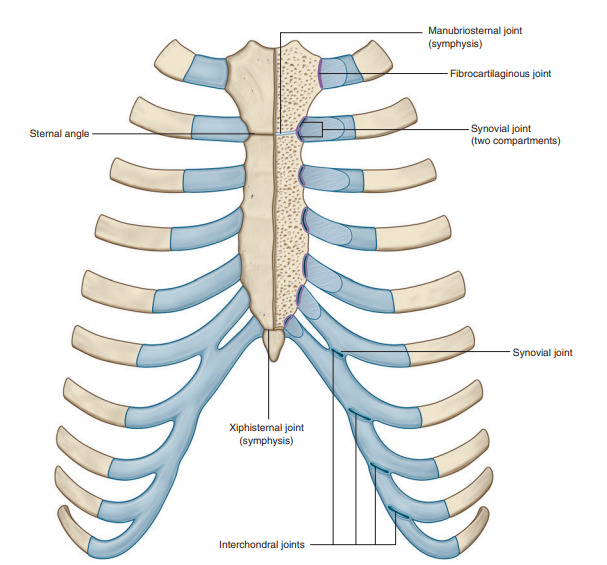 Manubriosternal joint
(symphysis)
Fibrocartilaginous joint
Sternal angle
Synovial joint
(two compartments)
Synovial joint
Xiphisternal joint
(symphysis)
Interchondral joints